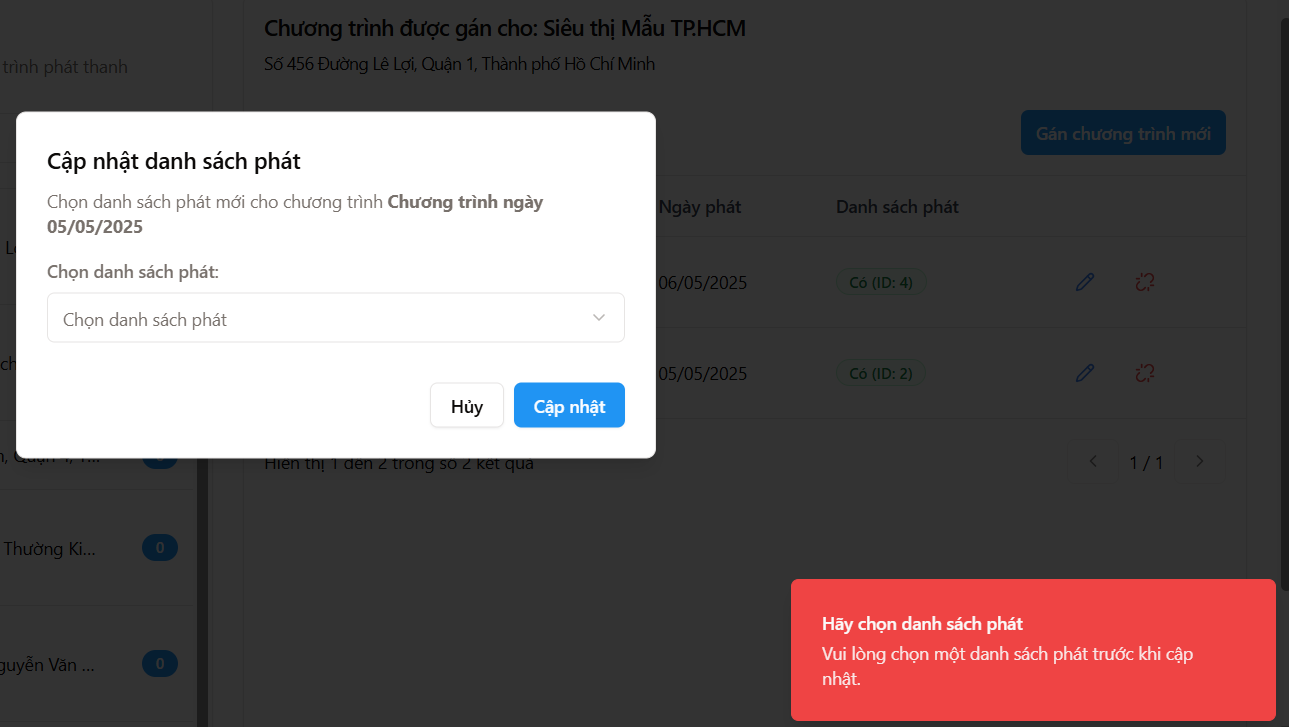 Chương trình được gán cho: Siêu thị Mẫu TP.HCM
Số 456 Đường Lê Lợi, Quận 1, Thành phố Hồ Chí Minh
trình phát thanh
Gán chương trình mới
Cập nhật danh sách phát
Chọn danh sách phát mới cho chương trình Chương trình ngày
05/05/2025
Chọn danh sách phát:
Chọn danh sách phát
Hủy Cập nhật
Ngày phát Danh sách phát
06/05/2025 Có (ID: 4)
05/05/2025 Có (ID: 2)
Hiển thị 1 đến 2 trong số 2 kết quả
1 / 1
Thường Ki... 0
guyễn Văn ... 0
Hãy chọn danh sách phát
Vui lòng chọn một danh sách phát trước khi cập
nhật.